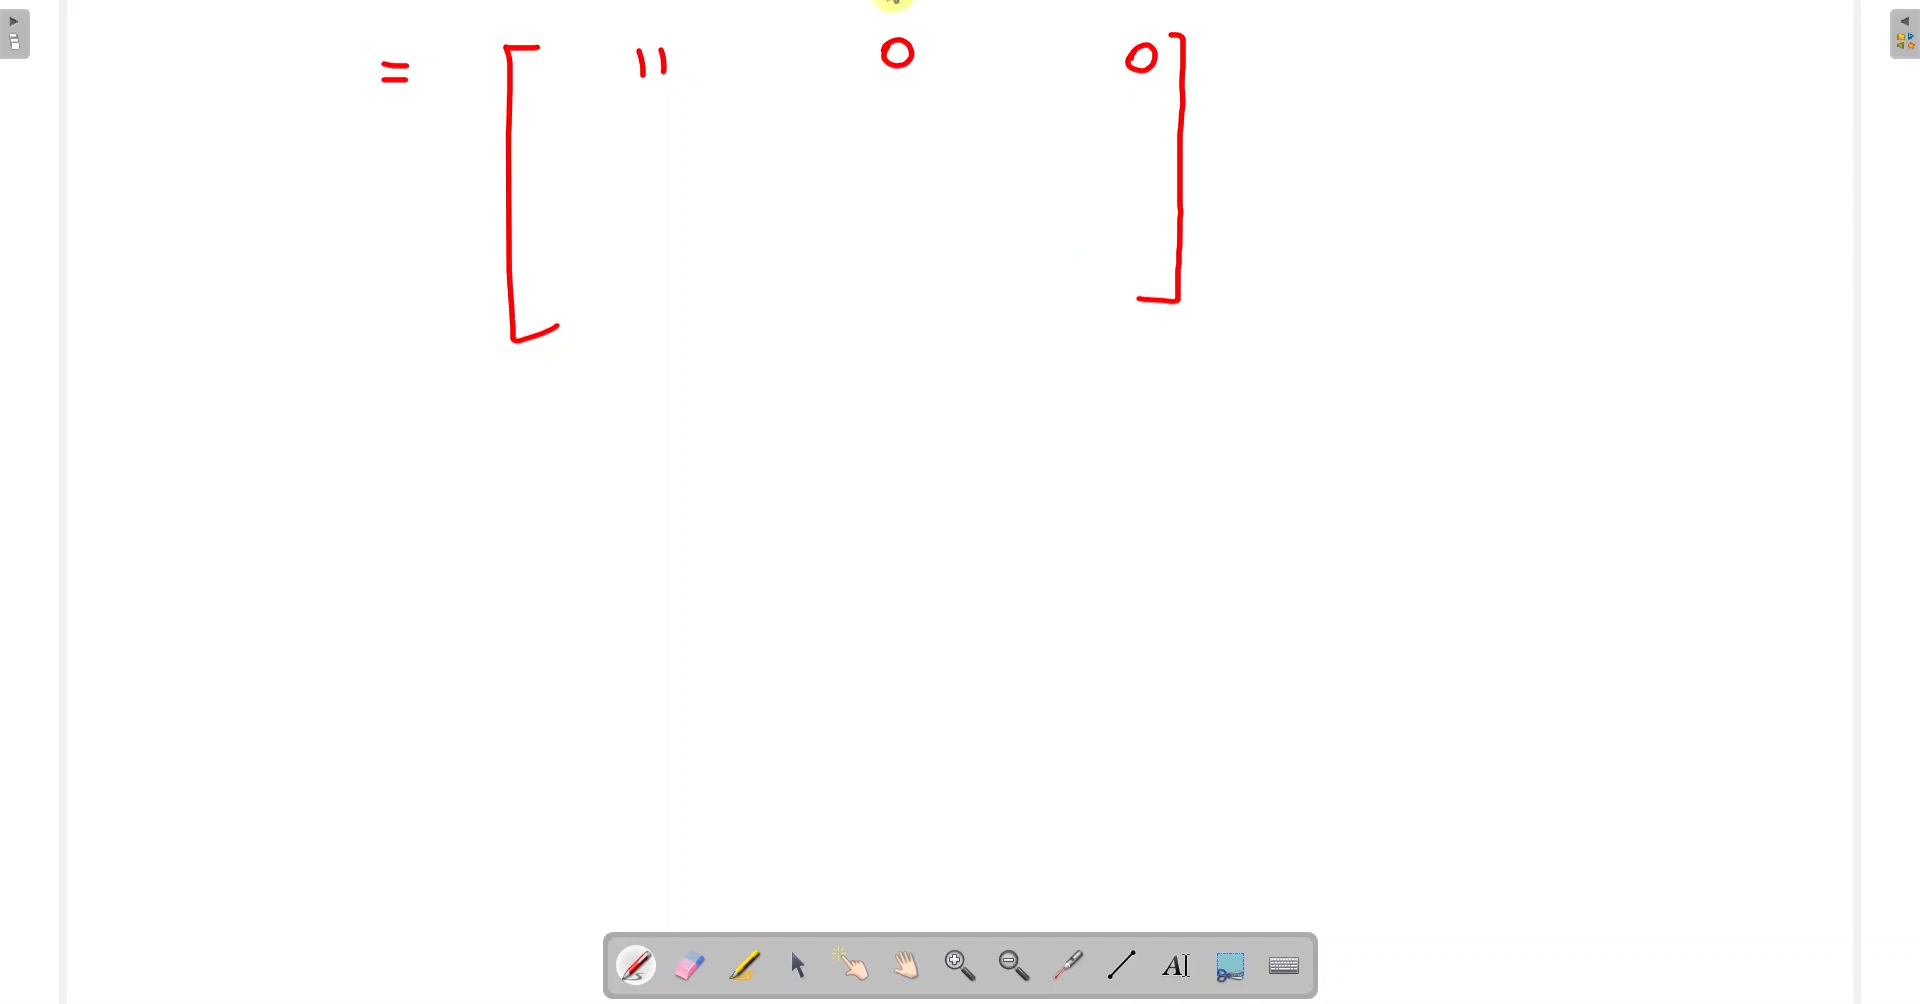 = [ 11 0 0 ]